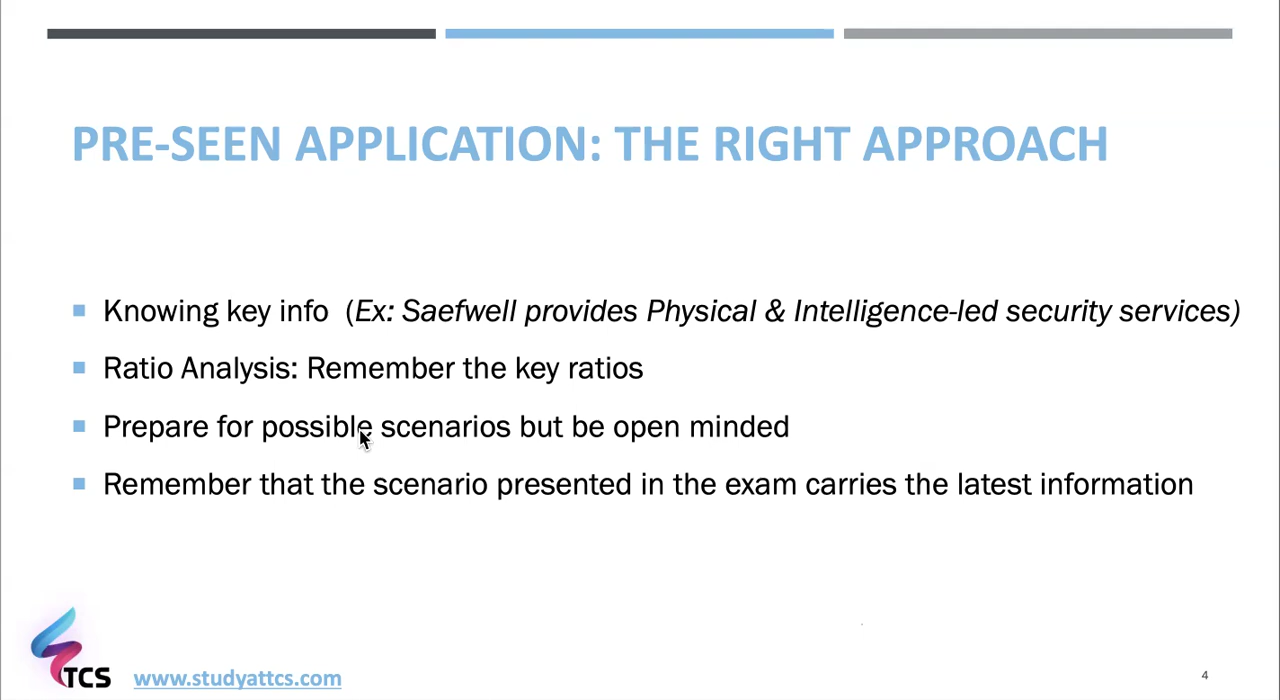 PRE-SEEN APPLICATION: THE RIGHT APPROACH
Knowing key info (Ex: Saefwell provides Physical & Intelligence-led security services)
Ratio Analysis: Remember the key ratios
Prepare for possible scenarios but be open minded
Remember that the scenario presented in the exam carries the latest information
TCS
www.studyattcs.com
4